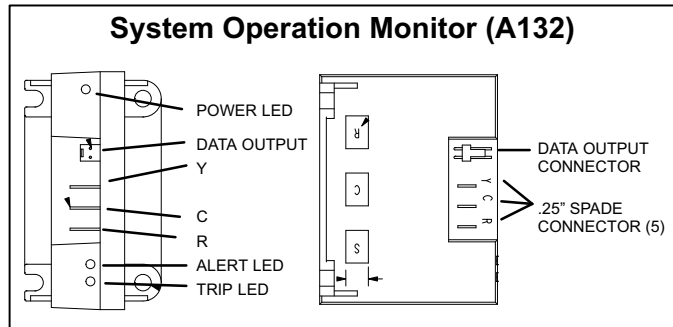 System Operation Monitor (A132)
POWER LED
DATA OUTPUT
Y
C
R
ALERT LED
TRIP LED
R
C
S
Y
C
R
DATA OUTPUT
CONNECTOR
.25” SPADE
CONNECTOR (5)